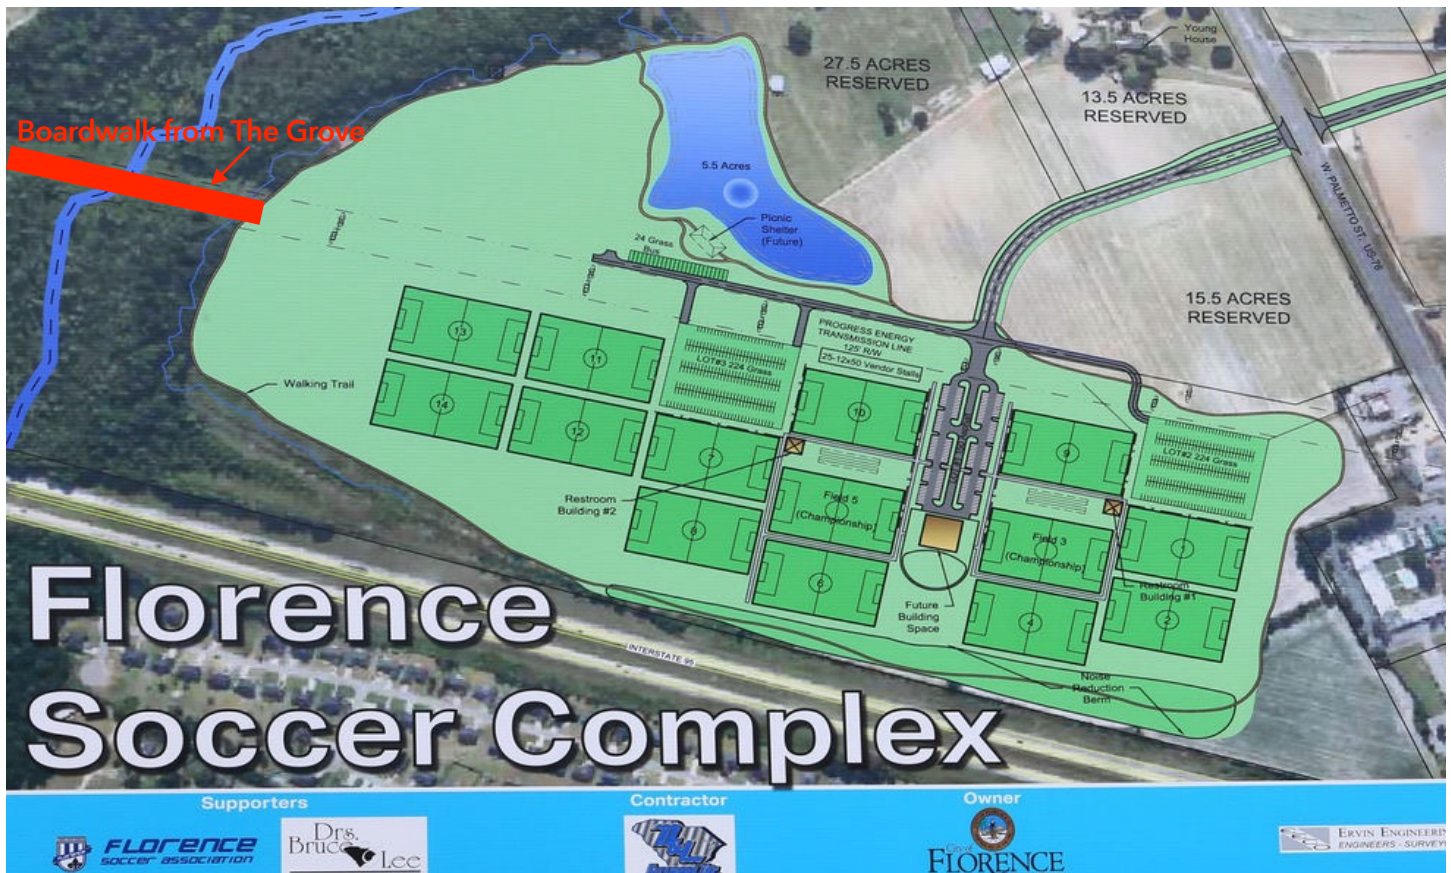 Young
House
27.5 ACRES
RESERVED
13.5 ACRES
RESERVED
Boardwalk from The Grove
5.5 Acres
W. PALMETTO ST. US-76
Picnic
Shelter
(Future)
24 Grass
Bus
15.5 ACRES
RESERVED
PROGRESS ENERGY
TRANSMISSION LINE
125' R/W
25-12x50 Vendor Stalls
13
11
LOT#3 224 Grass
Walking Trail
14
12
10
7
9
LOT#2 224 Grass
Restroom
Building #2
Field 5
(Championship)
8
Field 3
(Championship)
1
6
Restroom
Building #1
Future
Building
Space
4
2
INTERSTATE 95
Noise
Reduction
Berm
Florence
Soccer Complex
Supporters
Contractor
Owner
FLORENCE
SOCCER ASSOCIATION
Drs.
Bruce
Lee
City of
FLORENCE
ERVIN ENGINEERIN
ENGINEERS - SURVEY